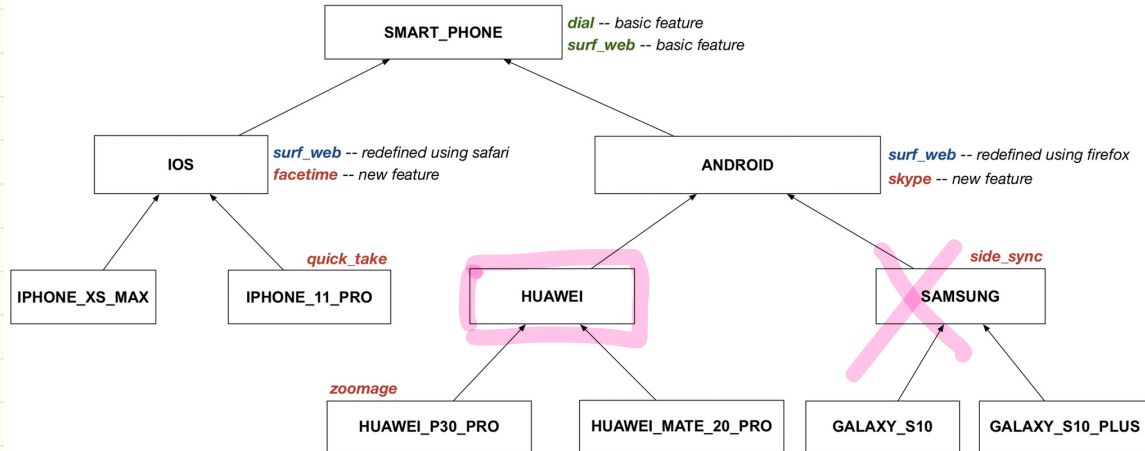 SMART_PHONE
dial -- basic feature
surf_web -- basic feature
IOS
surf_web -- redefined using safari
facetime -- new feature
ANDROID
surf_web -- redefined using firefox
skype -- new feature
IPHONE_XS_MAX
quick_take
IPHONE_11_PRO
HUAWEI
side_sync
SAMSUNG
zoomage
HUAWEI_P30_PRO
HUAWEI_MATE_20_PRO
GALAXY_S10
GALAXY_S10_PLUS